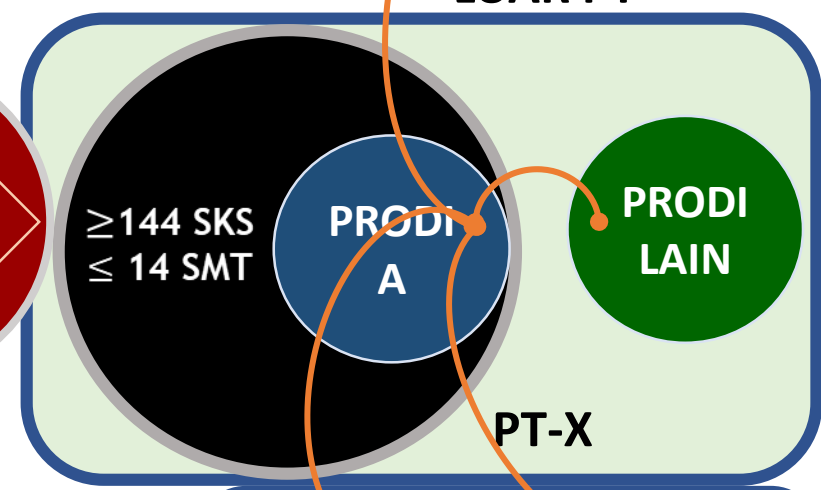 ≥144 SKS
≤ 14 SMT
PRODI
A
PRODI
LAIN
PT-X